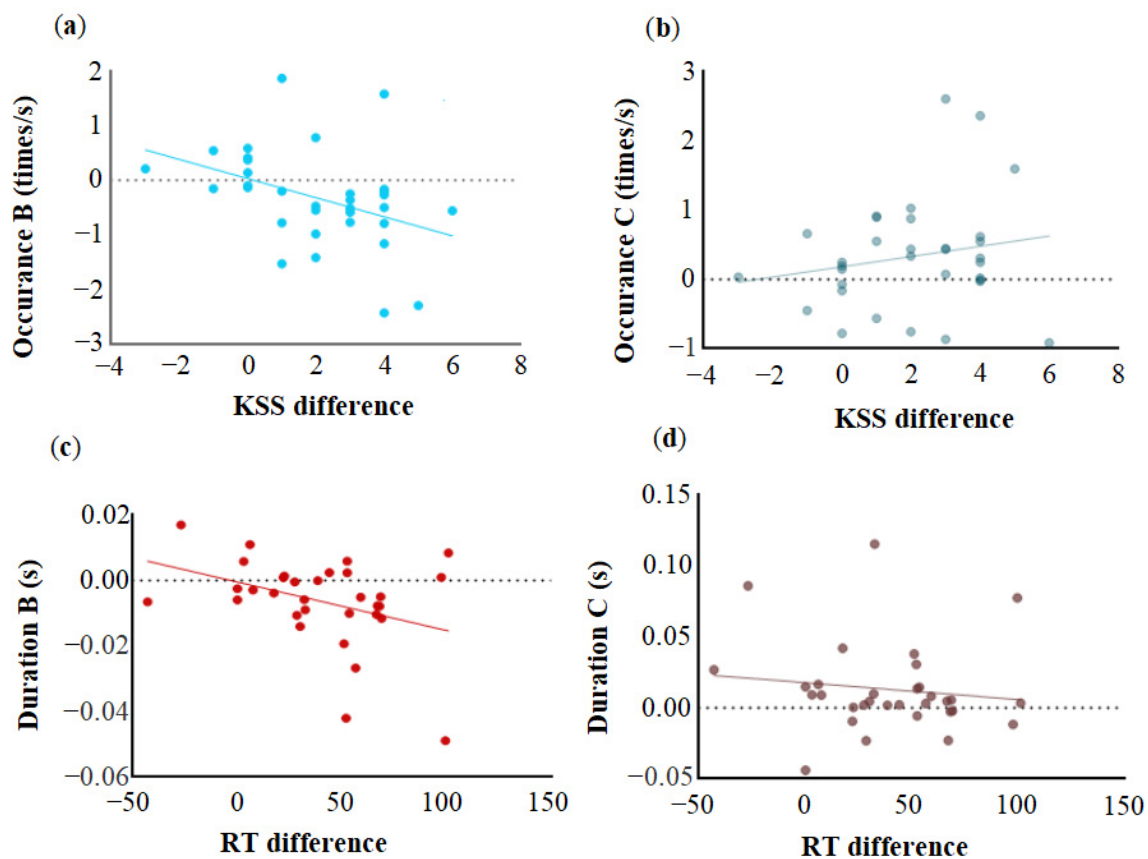 (a)
Occurance B (times/s)
2
1
0
−1
−2
−3
−4 −2 0 2 4 6 8
KSS difference
(b)
Occurance C (times/s)
3
2
1
0
−1
−4 −2 0 2 4 6 8
KSS difference
(c)
Duration B (s)
0.02
0.00
−0.02
−0.04
−0.06
−50 0 50 100 150
RT difference
(d)
Duration C (s)
0.15
0.10
0.05
0.00
−0.05
−50 0 50 100 150
RT difference